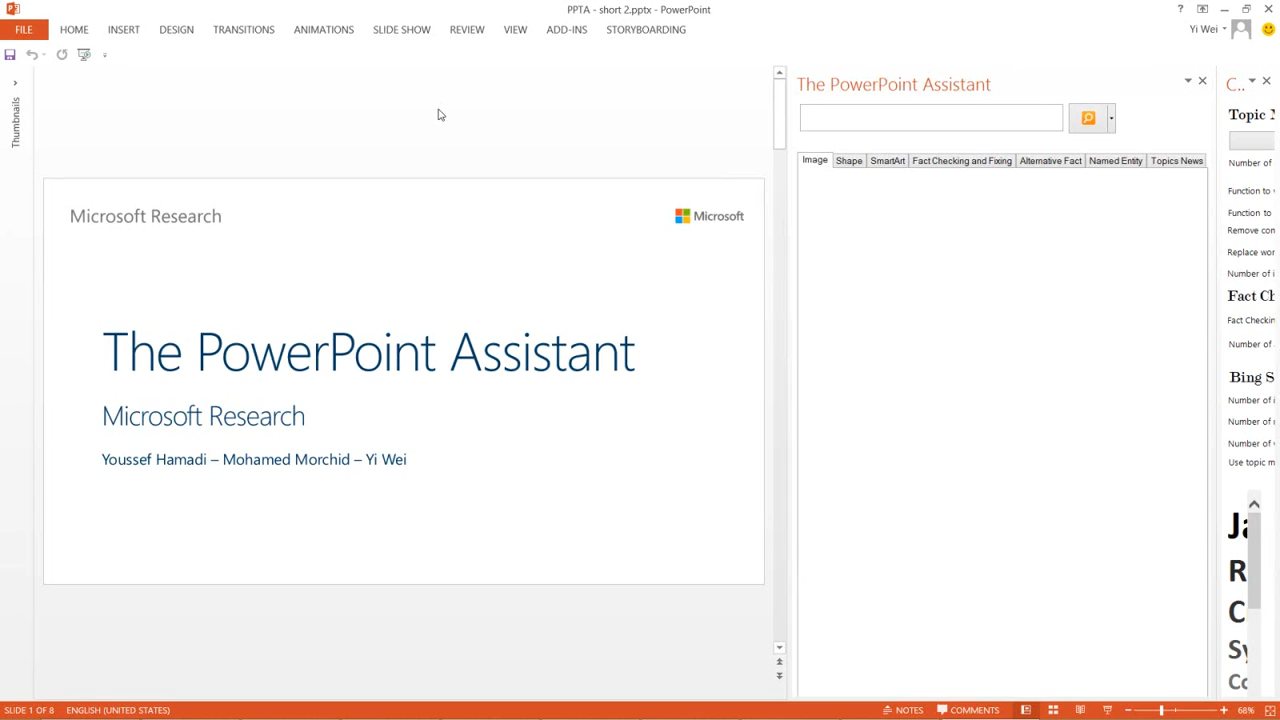 PPTA - short 2.pptx - PowerPoint
?
FILE HOME INSERT DESIGN TRANSITIONS ANIMATIONS SLIDE SHOW REVIEW VIEW ADD-INS STORYBOARDING
Yi Wei
Thumbnails
Microsoft Research
Microsoft
The PowerPoint Assistant
Microsoft Research
Youssef Hamadi – Mohamed Morchid – Yi Wei
The PowerPoint Assistant
Image Shape SmartArt Fact Checking and Fixing Alternative Fact Named Entity Topics News
C..
Topic
Number of
Function to
Function to
Remove
Replace
Number of
Fact
Fact
Number of
Bing S
Number of
Number of
Number of
Use topic
Ja
R
C
Sy
Co
SLIDE 1 OF 8 ENGLISH (UNITED STATES)
NOTES COMMENTS 68%